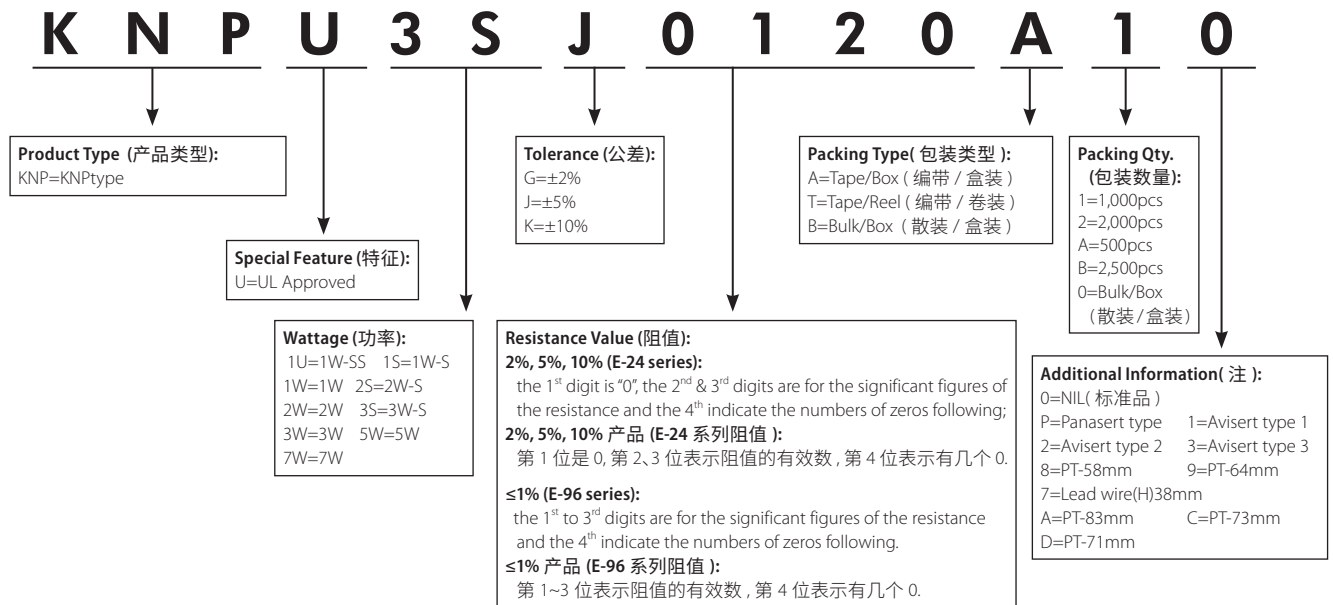 K N P U 3 S J 0 1 2 0 A 1 0
Product Type (产品类型):
KNP=KNPtype
Special Feature (特征):
U=UL Approved
Wattage (功率):
1U=1W-SS 1S=1W-S
1W=1W 2S=2W-S
2W=2W 3S=3W-S
3W=3W 5W=5W
7W=7W
Tolerance (公差):
G=±2%
J=±5%
K=±10%
Resistance Value (阻值):
2%, 5%, 10% (E-24 series):
the 1st digit is “0”, the 2nd & 3rd digits are for the significant figures of
the resistance and the 4th indicate the numbers of zeros following;
2%, 5%, 10% 产品 (E-24 系列阻值 ):
第 1 位是 0, 第 2、3 位表示阻值的有效数 , 第 4 位表示有几个 0.
≤1% (E-96 series):
the 1st to 3rd digits are for the significant figures of the resistance
and the 4th indicate the numbers of zeros following.
≤1% 产品 (E-96 系列阻值 ):
第 1~3 位表示阻值的有效数 , 第 4 位表示有几个 0.
Packing Type( 包装类型 ):
A=Tape/Box ( 编带 / 盒装 )
T=Tape/Reel ( 编带 / 卷装 )
B=Bulk/Box ( 散装 / 盒装 )
Packing Qty.
(包装数量):
1=1,000pcs
2=2,000pcs
A=500pcs
B=2,500pcs
0=Bulk/Box
(散装/盒装)
Additional Information( 注 ):
0=NIL( 标准品 )
P=Panasert type 1=Avisert type 1
2=Avisert type 2 3=Avisert type 3
8=PT-58mm 9=PT-64mm
7=Lead wire(H)38mm
A=PT-83mm C=PT-73mm
D=PT-71mm